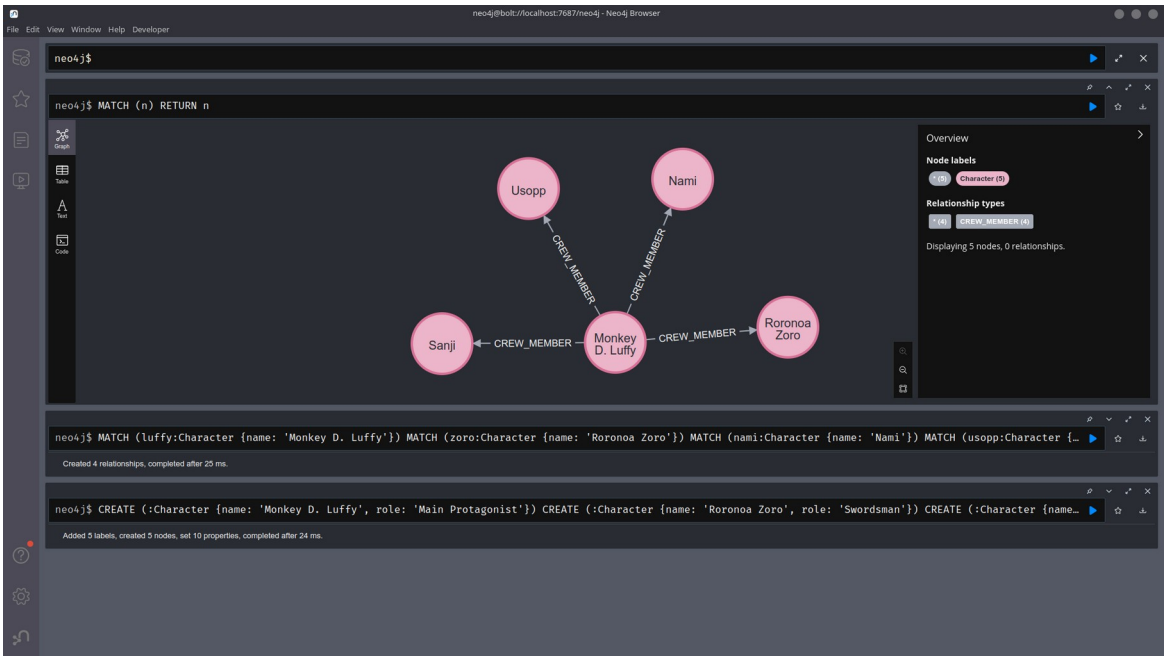 neo4j@bolt://localhost:7687/neo4j - Neo4j Browser
File Edit View Window Help Developer
neo4j$
neo4j$ MATCH (n) RETURN n
Graph
Table
Text
Code
Usopp
Nami
Sanji
Monkey
D. Luffy
Roronoa
Zoro
CREW_MEMBER
CREW_MEMBER
CREW_MEMBER
CREW_MEMBER
Overview
Node labels
* (5) Character (5)
Relationship types
* (4) CREW_MEMBER (4)
Displaying 5 nodes, 0 relationships.
neo4j$ MATCH (luffy:Character {name: 'Monkey D. Luffy'}) MATCH (zoro:Character {name: 'Roronoa Zoro'}) MATCH (nami:Character {name: 'Nami'}) MATCH (usopp:Character {…
Created 4 relationships, completed after 25 ms.
neo4j$ CREATE (:Character {name: 'Monkey D. Luffy', role: 'Main Protagonist'}) CREATE (:Character {name: 'Roronoa Zoro', role: 'Swordsman'}) CREATE (:Character {name…
Added 5 labels, created 5 nodes, set 10 properties, completed after 24 ms.